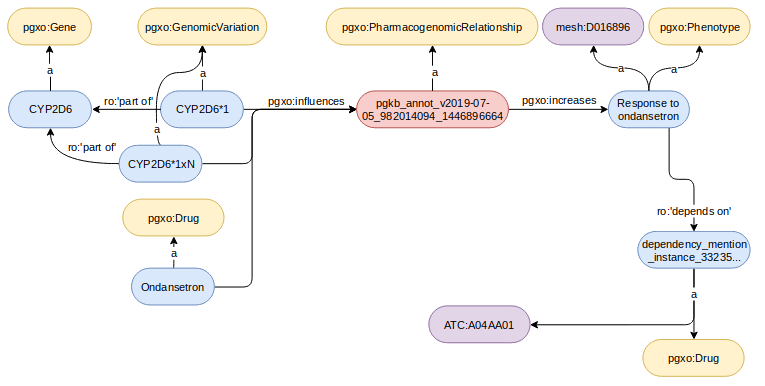 pgxo:Gene
pgxo:GenomicVariation
pgxo:PharmacogenomicRelationship
mesh:D016896
pgxo:Phenotype
a
a
a
a
a
CYP2D6
ro:'part of'
CYP2D6*1
pgxo:influences
pgkb_annot_v2019-07-
05_982014094_1446896664
pgxo:increases
Response to
ondansetron
a
ro:'part of'
CYP2D6*1xN
pgxo:Drug
ro:'depends on'
a
dependency_mention
_instance_33235...
Ondansetron
a
ATC:A04AA01
pgxo:Drug